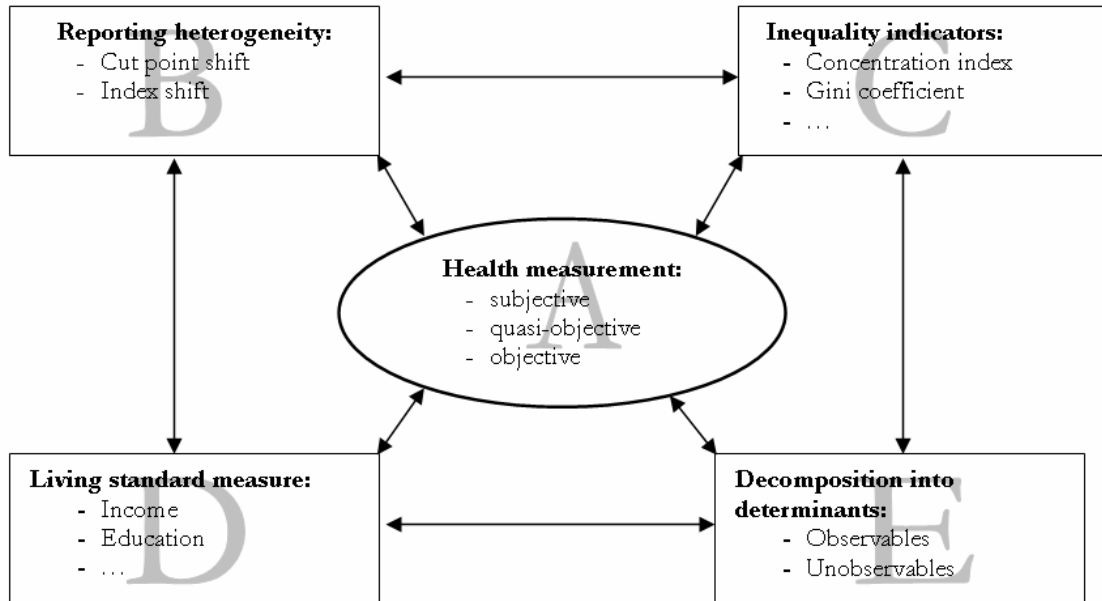 B
Reporting heterogeneity:
- Cut point shift
- Index shift
C
Inequality indicators:
- Concentration index
- Gini coefficient
- …
A
Health measurement:
- subjective
- quasi-objective
- objective
D
Living standard measure:
- Income
- Education
- …
E
Decomposition into
determinants:
- Observables
- Unobservables